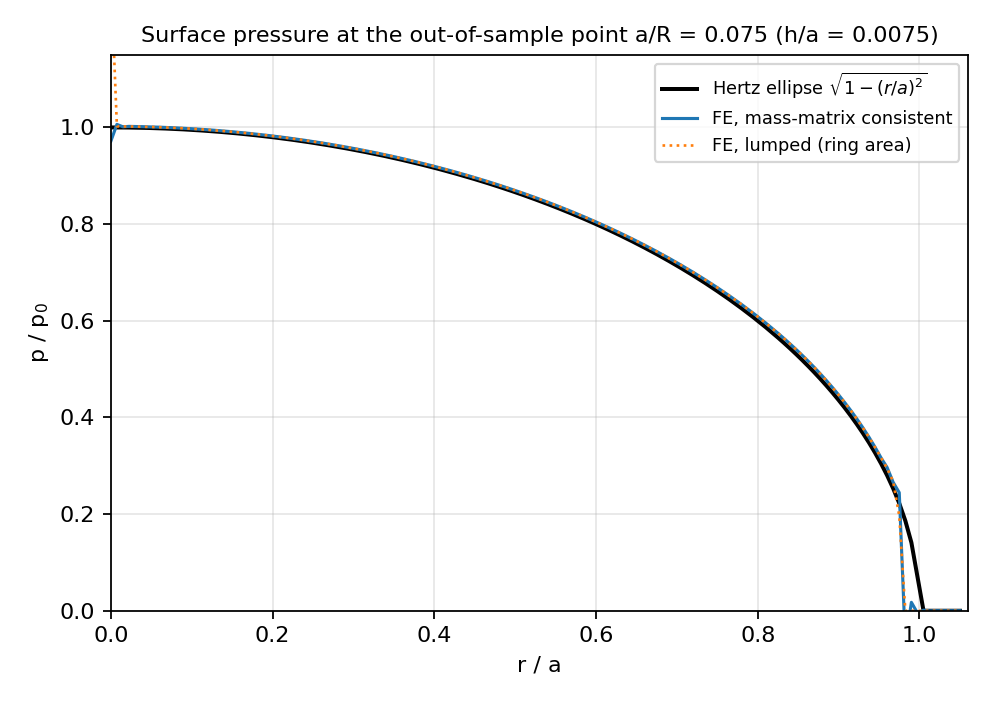 Surface pressure at the out-of-sample point a/R = 0.075 (h/a = 0.0075)
Hertz ellipse √1 − (r/a)²
FE, mass-matrix consistent
FE, lumped (ring area)
p / p₀
1.0
0.8
0.6
0.4
0.2
0.0
0.0 0.2 0.4 0.6 0.8 1.0
r / a